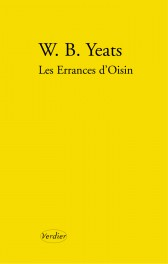 W. B. Yeats
Les Errances d'Oisin
Verdier